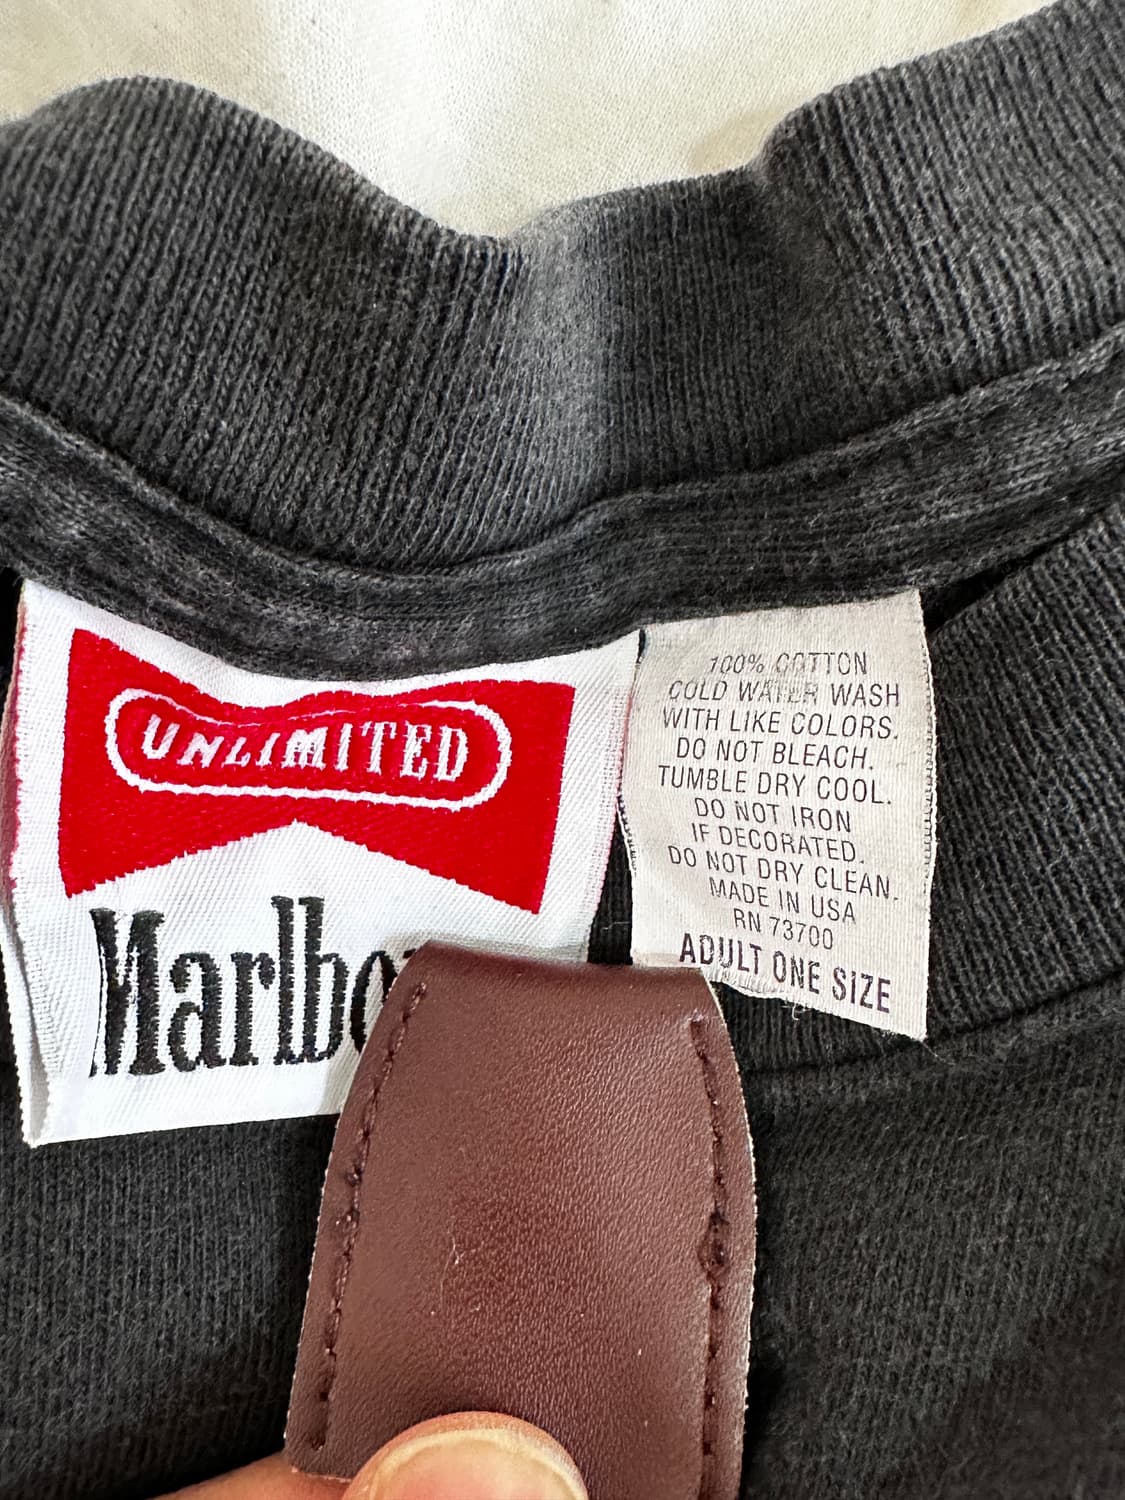 UNLIMITED
Marlbo
100% COTTON
COLD WATER WASH
WITH LIKE COLORS.
DO NOT BLEACH.
TUMBLE DRY COOL.
DO NOT IRON
IF DECORATED.
DO NOT DRY CLEAN.
MADE IN USA
RN 73700
ADULT ONE SIZE